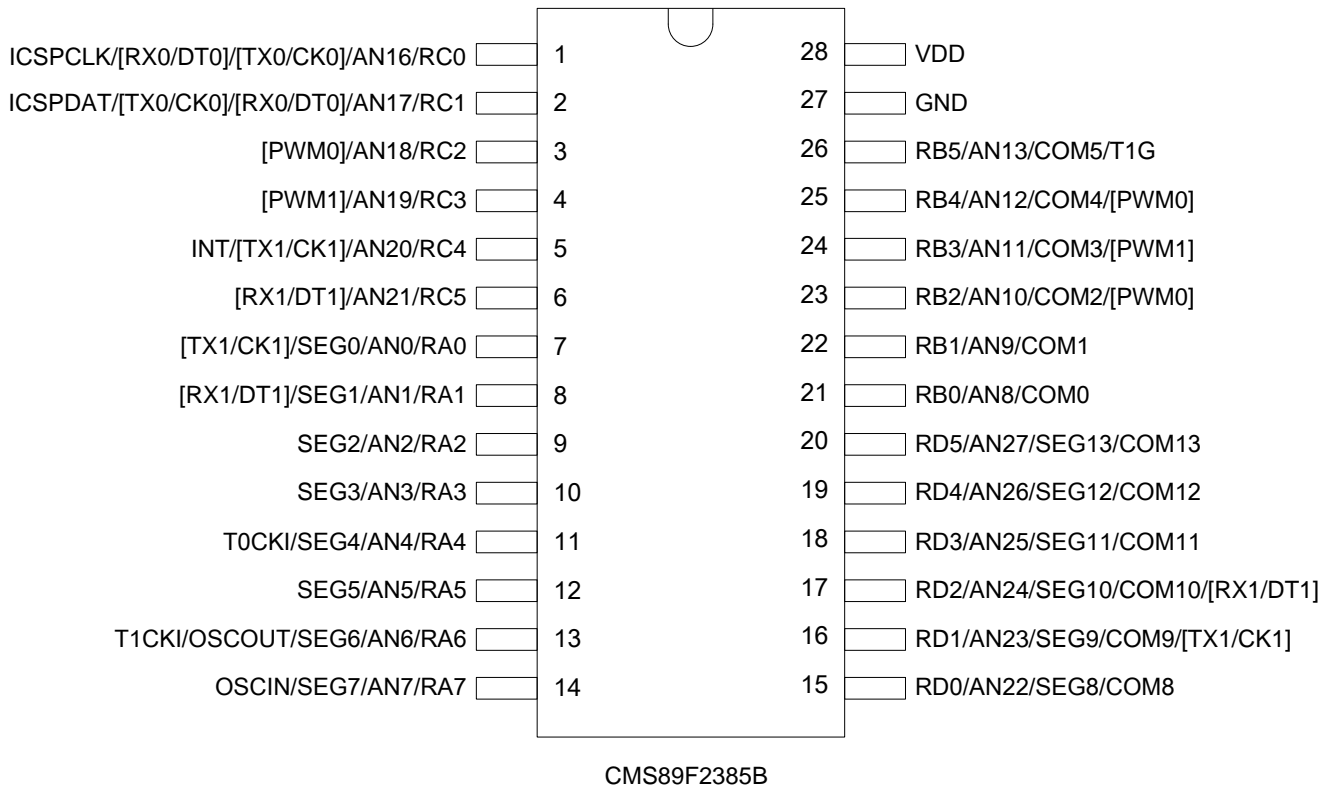 ICSPCLK/[RX0/DT0]/[TX0/CK0]/AN16/RC0 1 28 VDD
ICSPDAT/[TX0/CK0]/[RX0/DT0]/AN17/RC1 2 27 GND
[PWM0]/AN18/RC2 3 26 RB5/AN13/COM5/T1G
[PWM1]/AN19/RC3 4 25 RB4/AN12/COM4/[PWM0]
INT/[TX1/CK1]/AN20/RC4 5 24 RB3/AN11/COM3/[PWM1]
[RX1/DT1]/AN21/RC5 6 23 RB2/AN10/COM2/[PWM0]
[TX1/CK1]/SEG0/AN0/RA0 7 22 RB1/AN9/COM1
[RX1/DT1]/SEG1/AN1/RA1 8 21 RB0/AN8/COM0
SEG2/AN2/RA2 9 20 RD5/AN27/SEG13/COM13
SEG3/AN3/RA3 10 19 RD4/AN26/SEG12/COM12
T0CKI/SEG4/AN4/RA4 11 18 RD3/AN25/SEG11/COM11
SEG5/AN5/RA5 12 17 RD2/AN24/SEG10/COM10/[RX1/DT1]
T1CKI/OSCOUT/SEG6/AN6/RA6 13 16 RD1/AN23/SEG9/COM9/[TX1/CK1]
OSCIN/SEG7/AN7/RA7 14 15 RD0/AN22/SEG8/COM8
CMS89F2385B